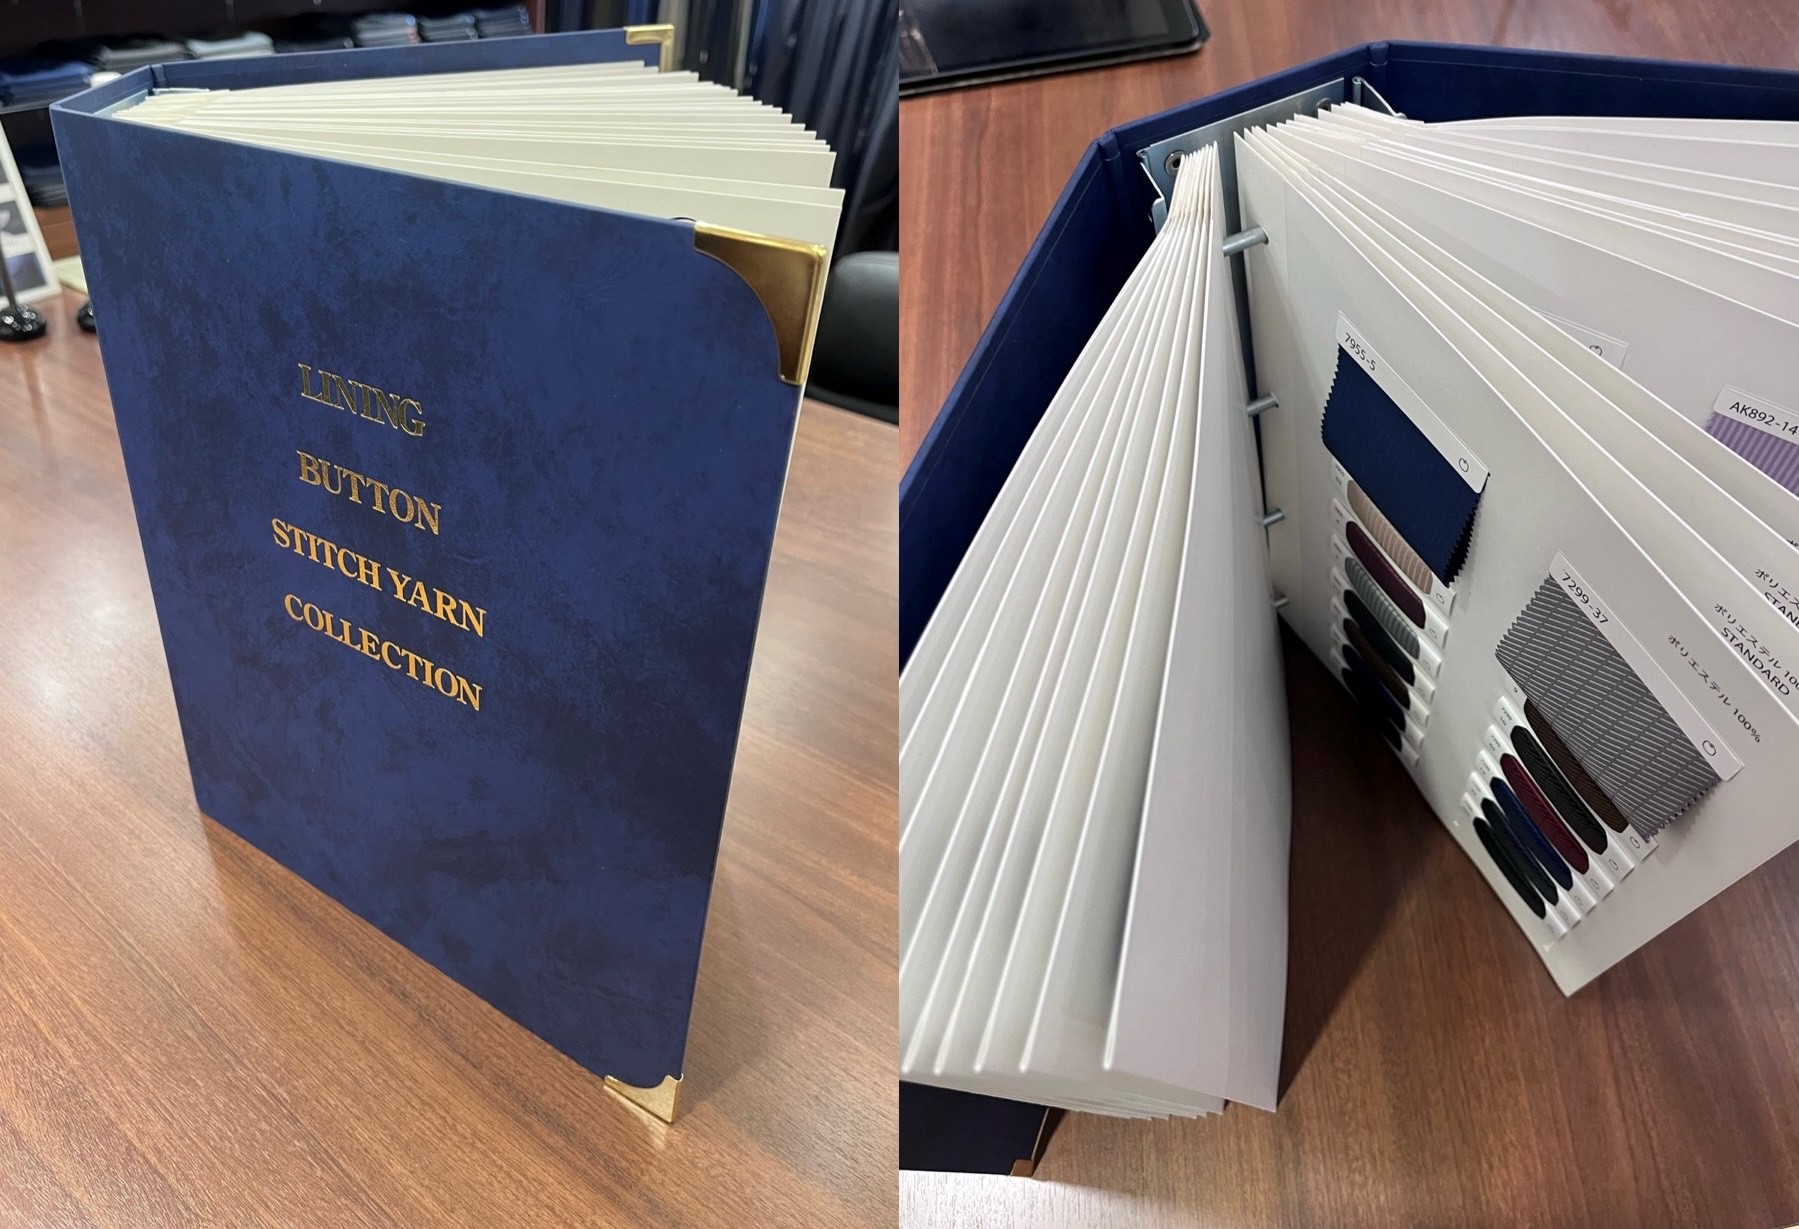 LINING
BUTTON
STITCH YARN
COLLECTION
7955-5
AK892-14
7299-37
ポリエステル 100%
STANDARD
ポリエステル 100%